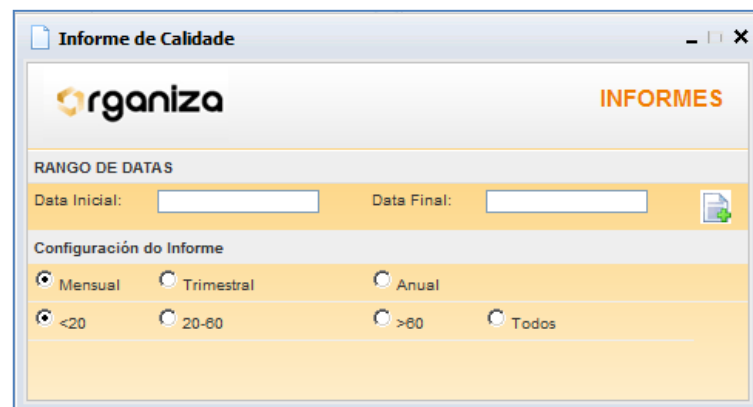 Informe de Calidade
Organiza
INFORMES
RANGO DE DATAS
Data Inicial: Data Final:
Configuración do Informe
Mensual Trimestral Anual
<20 20-60 >60 Todos